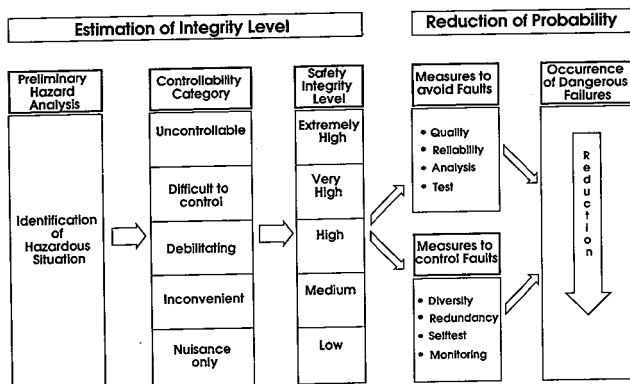 Estimation of Integrity Level
Reduction of Probability
Preliminary
Hazard
Analysis
Identification
of
Hazardous
Situation
Controllability
Category
Uncontrollable
Difficult to
control
Debilitating
Inconvenient
Nuisance
only
Safety
Integrity
Level
Extremely
High
Very
High
High
Medium
Low
Measures to
avoid Faults
• Quality
• Reliability
• Analysis
• Test
Measures to
control Faults
• Diversity
• Redundancy
• Selftest
• Monitoring
Occurrence
of Dangerous
Failures
Reduction